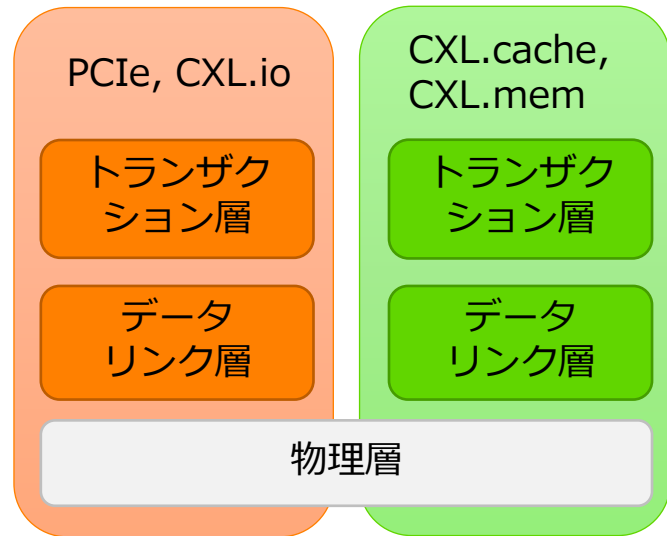 PCIe, CXL.io
トランザク
ション層
データ
リンク層
CXL.cache,
CXL.mem
トランザク
ション層
データ
リンク層
物理層